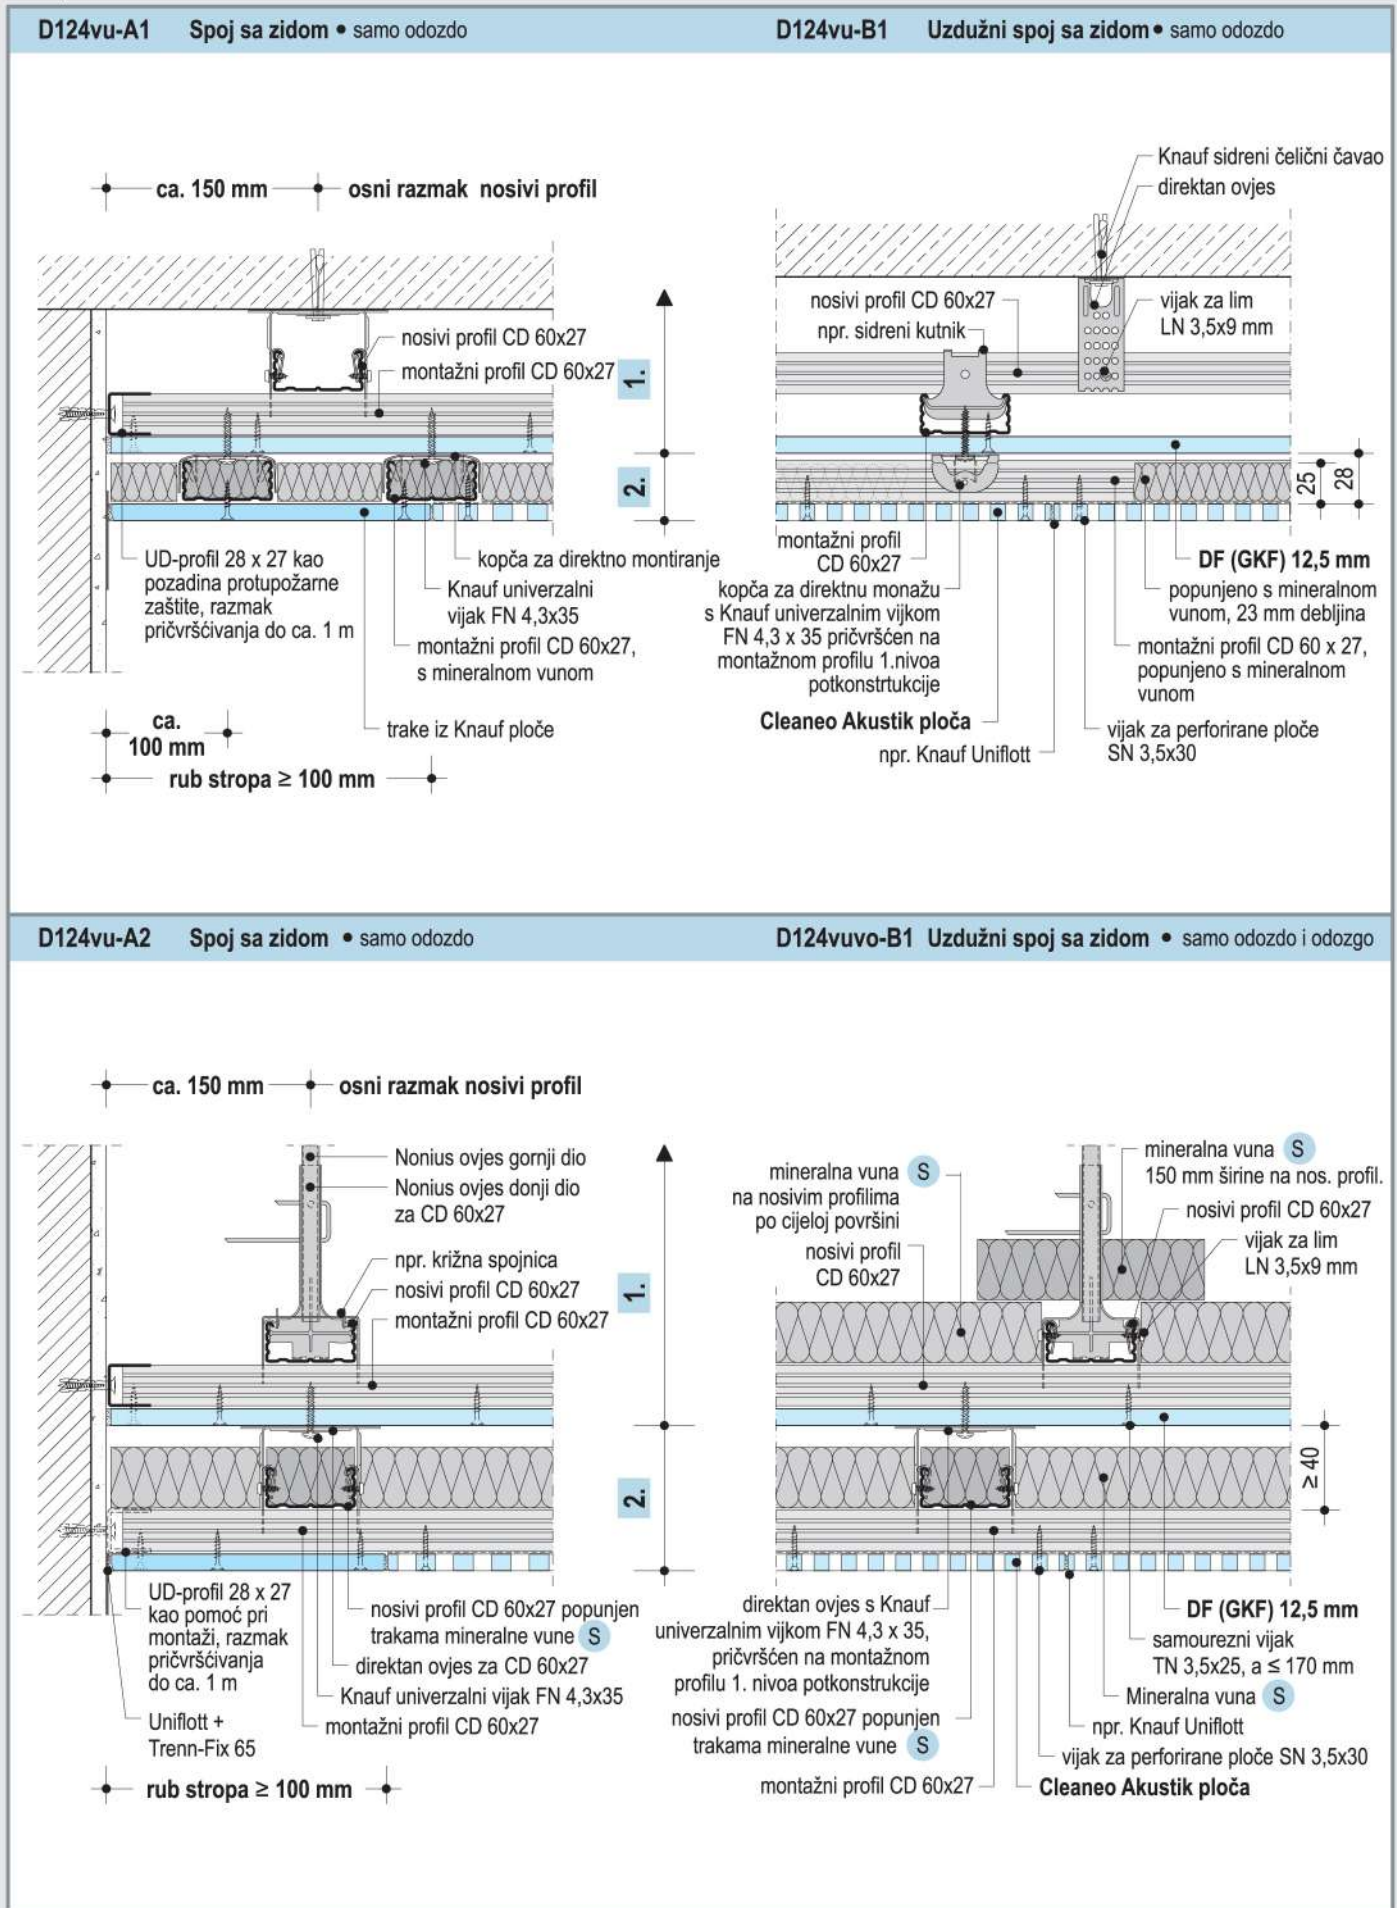 D124vu-A1 Spoj sa zidom • samo odozdo
ca. 150 mm
osni razmak nosivi profil
nosivi profil CD 60x27
montažni profil CD 60x27
1.
2.
UD-profil 28 x 27 kao
pozadina protupožarne
zaštite, razmak
pričvršćivanja do ca. 1 m
kopča za direktno montiranje
Knauf univerzalni
vijak FN 4,3x35
montažni profil CD 60x27,
s mineralnom vunom
trake iz Knauf ploče
ca.
100 mm
rub stropa ≥ 100 mm
D124vu-B1 Uzdužni spoj sa zidom • samo odozdo
Knauf sidreni čelični čavao
direktan ovjes
nosivi profil CD 60x27
npr. sidreni kutnik
vijak za lim
LN 3,5x9 mm
25
28
montažni profil
CD 60x27
kopča za direktnu monažu
s Knauf univerzalnim vijkom
FN 4,3 x 35 pričvršćen na
montažnom profilu 1.nivoa
potkonstrtukcije
Cleaneo Akustik ploča
npr. Knauf Uniflott
DF (GKF) 12,5 mm
popunjeno s mineralnom
vunom, 23 mm debljina
montažni profil CD 60 x 27,
popunjeno s mineralnom
vunom
vijak za perforirane ploče
SN 3,5x30
D124vu-A2 Spoj sa zidom • samo odozdo
ca. 150 mm
osni razmak nosivi profil
Nonius ovjes gornji dio
Nonius ovjes donji dio
za CD 60x27
npr. križna spojnica
nosivi profil CD 60x27
montažni profil CD 60x27
1.
2.
UD-profil 28 x 27
kao pomoć pri
montaži, razmak
pričvršćivanja
do ca. 1 m
Uniflott +
Trenn-Fix 65
nosivi profil CD 60x27 popunjen
trakama mineralne vune S
direktan ovjes za CD 60x27
Knauf univerzalni vijak FN 4,3x35
montažni profil CD 60x27
rub stropa ≥ 100 mm
D124vuvo-B1 Uzdužni spoj sa zidom • samo odozdo i odozgo
mineralna vuna S
na nosivim profilima
po cijeloj površini
nosivi profil
CD 60x27
mineralna vuna S
150 mm širine na nos. profil.
nosivi profil CD 60x27
vijak za lim
LN 3,5x9 mm
≥ 40
direktan ovjes s Knauf
univerzalnim vijkom FN 4,3 x 35,
pričvršćen na montažnom
profilu 1. nivoa potkonstrukcije
nosivi profil CD 60x27 popunjen
trakama mineralne vune S
montažni profil CD 60x27
DF (GKF) 12,5 mm
samourezni vijak
TN 3,5x25, a ≤ 170 mm
Mineralna vuna S
npr. Knauf Uniflott
vijak za perforirane ploče SN 3,5x30
Cleaneo Akustik ploča